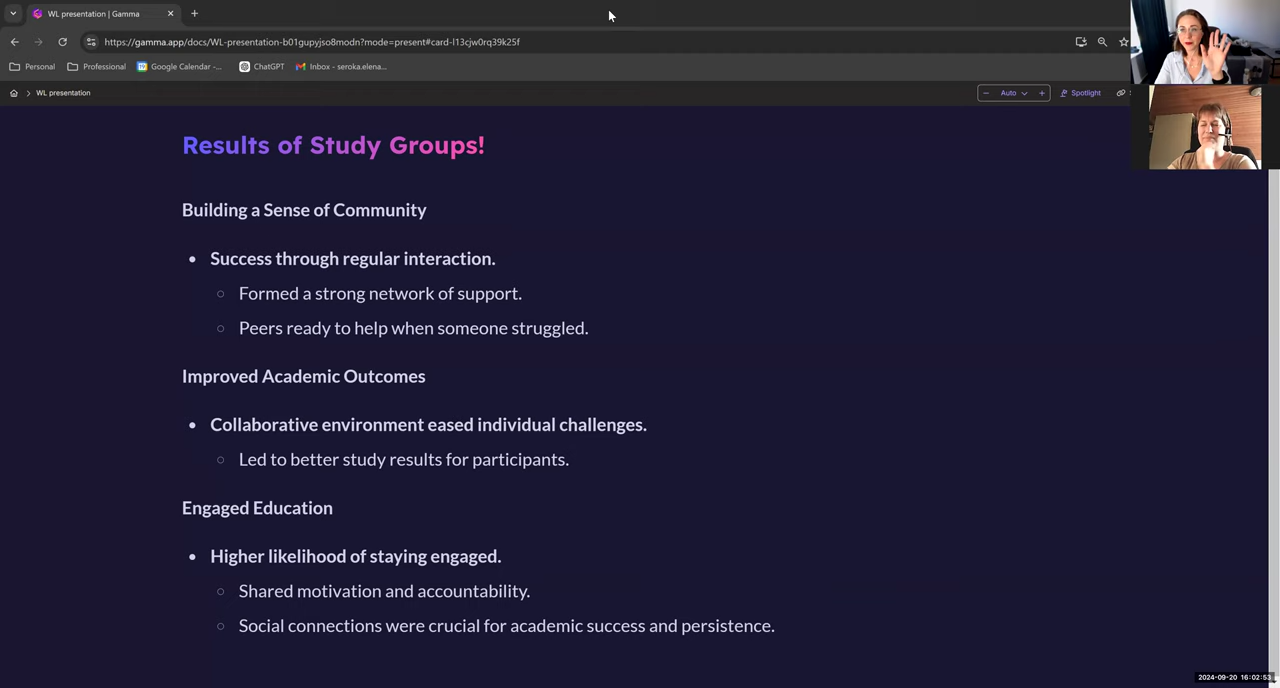 WL presentation | Gamma
https://gamma.app/docs/WL-presentation-b01gupyjso8modn?mode=present#card-l13cjw0rq39k25f
Personal
Professional
Google Calendar -...
ChatGPT
Inbox - seroka.elena...
WL presentation
Auto
Spotlight
Results of Study Groups!
Building a Sense of Community
Success through regular interaction.
Formed a strong network of support.
Peers ready to help when someone struggled.
Improved Academic Outcomes
Collaborative environment eased individual challenges.
Led to better study results for participants.
Engaged Education
Higher likelihood of staying engaged.
Shared motivation and accountability.
Social connections were crucial for academic success and persistence.
2024-09-20 16:02:53